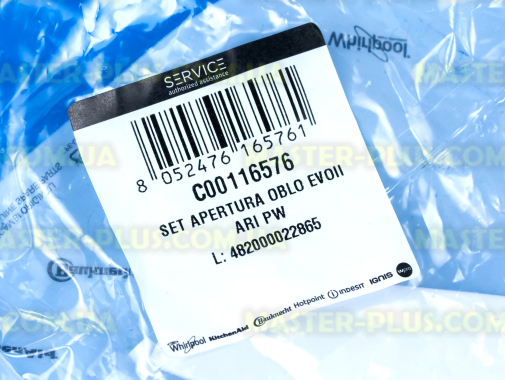 Whirlpool
SERVICE
authorized assistance
8 052476 165761
C00116576
SET APERTURA OBLO EVOII
ARI PW
L: 482000022865
Whirlpool KitchenAid Bauknecht Hotpoint indesit IGNIS
MASTER-PLUS.COM.UA